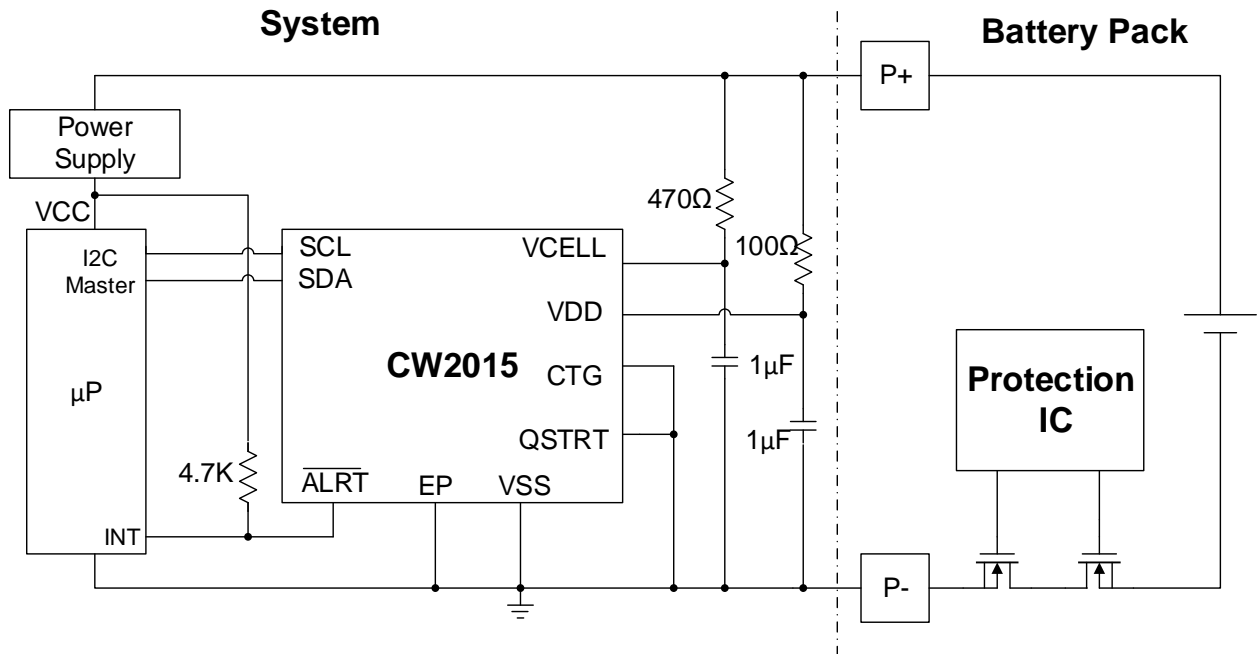 System
Battery Pack
P+
Power
Supply
VCC
470Ω
I2C
Master
SCL
SDA
VCELL
100Ω
VDD
CW2015
1µF
CTG
Protection
IC
µP
QSTRT
1µF
4.7K
ALRT
EP
VSS
INT
P-